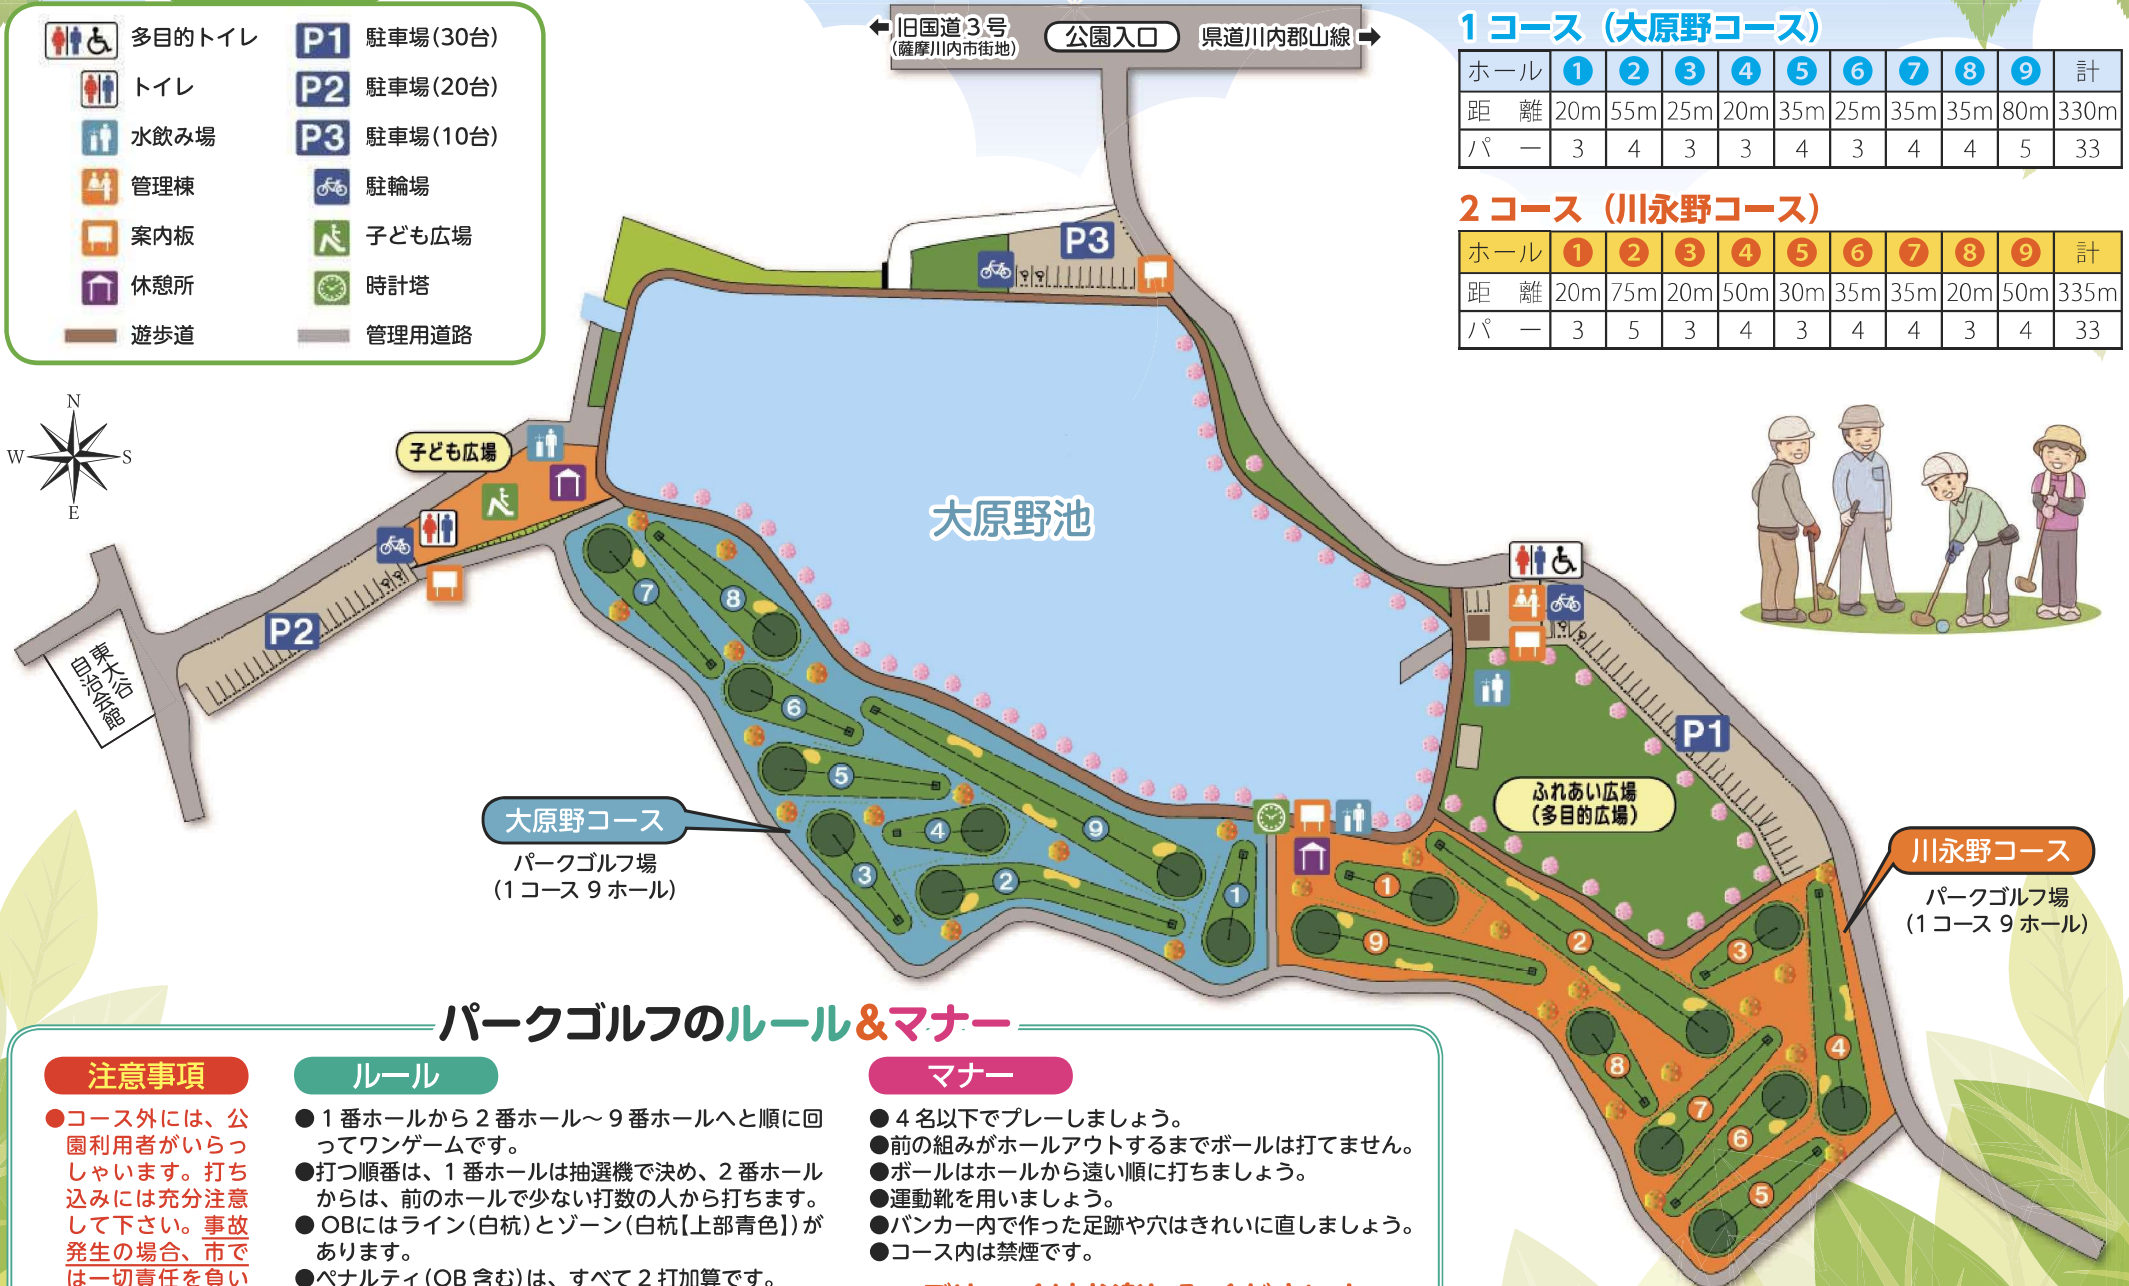 多目的トイレ
トイレ
水飲み場
管理棟
案内板
休憩所
遊歩道
P1 駐車場(30台)
P2 駐車場(20台)
P3 駐車場(10台)
駐輪場
子ども広場
時計塔
管理用道路
旧国道3号
(薩摩川内市街地)
公園入口
県道川内郡山線
1コース（大原野コース）
ホール 1 2 3 4 5 6 7 8 9 計
距離 20m 55m 25m 20m 35m 25m 35m 35m 80m 330m
パー 3 4 3 3 4 3 4 4 5 33
2コース（川永野コース）
ホール 1 2 3 4 5 6 7 8 9 計
距離 20m 75m 20m 50m 30m 35m 35m 20m 50m 335m
パー 3 5 3 4 3 4 4 3 4 33
N
W
S
E
P3
子ども広場
大原野池
P2
東大谷
自治会館
P1
ふれあい広場
(多目的広場)
7
8
6
5
4
9
3
2
1
大原野コース
パークゴルフ場
(1コース9ホール)
1
9
2
3
4
8
7
6
5
川永野コース
パークゴルフ場
(1コース9ホール)
パークゴルフのルール&マナー
注意事項
●コース外には、公
園利用者がいらっ
しゃいます。打ち
込みには充分注意
して下さい。事故
発生の場合、市で
は一切責任を負い
ルール
●1番ホールから2番ホール～9番ホールへと順に回
ってワンゲームです。
●打つ順番は、1番ホールは抽選機で決め、2番ホール
からは、前のホールで少ない打数の人から打ちます。
●OBにはライン(白杭)とゾーン(白杭【上部青色】)が
あります。
●ペナルティ(OB含む)は、すべて2打加算です。
マナー
●4名以下でプレーしましょう。
●前の組みがホールアウトするまでボールは打てません。
●ボールはホールから遠い順に打ちましょう。
●運動靴を用いましょう。
●バンカー内で作った足跡や穴はきれいに直しましょう。
●コース内は禁煙です。